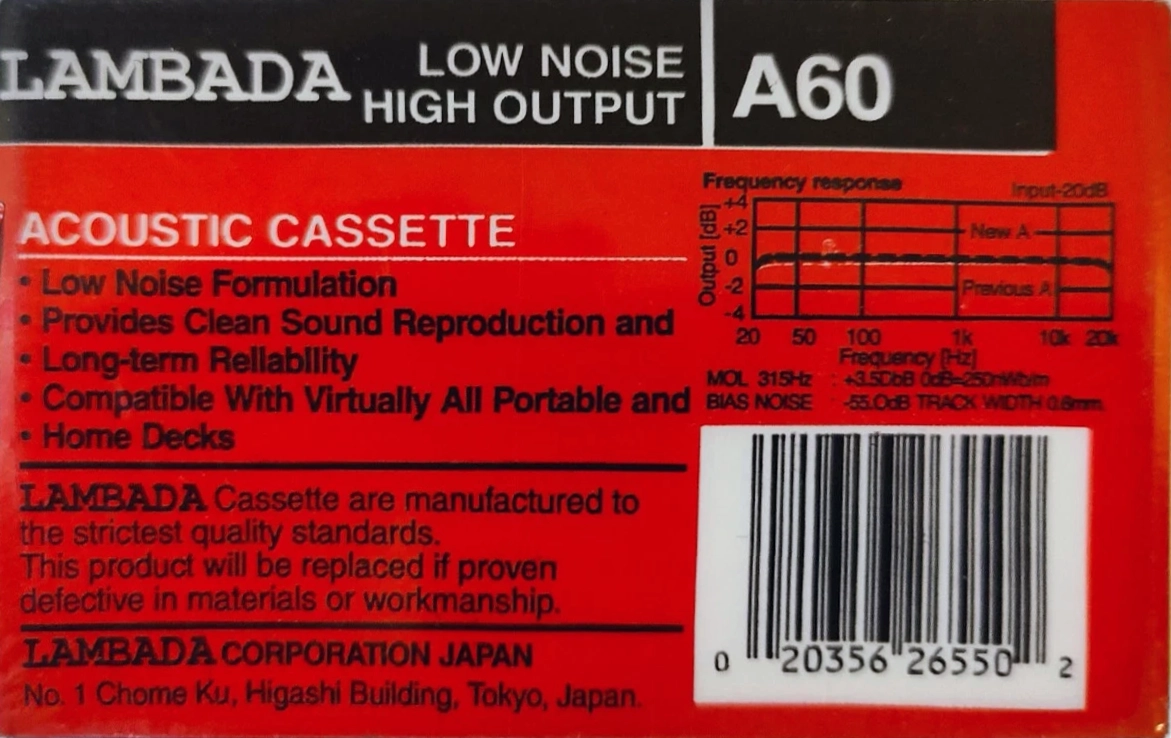 LAMBADA
LOW NOISE
HIGH OUTPUT
A60
ACOUSTIC CASSETTE
• Low Noise Formulation
• Provides Clean Sound Reproduction and
• Long-term Reliability
• Compatible With Virtually All Portable and
• Home Decks
LAMBADA Cassette are manufactured to
the strictest quality standards.
This product will be replaced if proven
defective in materials or workmanship.
LAMBADA CORPORATION JAPAN
No. 1 Chome Ku, Higashi Building, Tokyo, Japan.
Frequency response
Input-20dB
Output [dB]
+4
+2
0
-2
-4
New A
Previous A
20 50 100 1k 10k 20k
Frequency [Hz]
MOL 315Hz : +3.5DbB 0dB=250nWb/m
BIAS NOISE : -55.0dB TRACK WIDTH 0.6mm
0 20356 26550 2